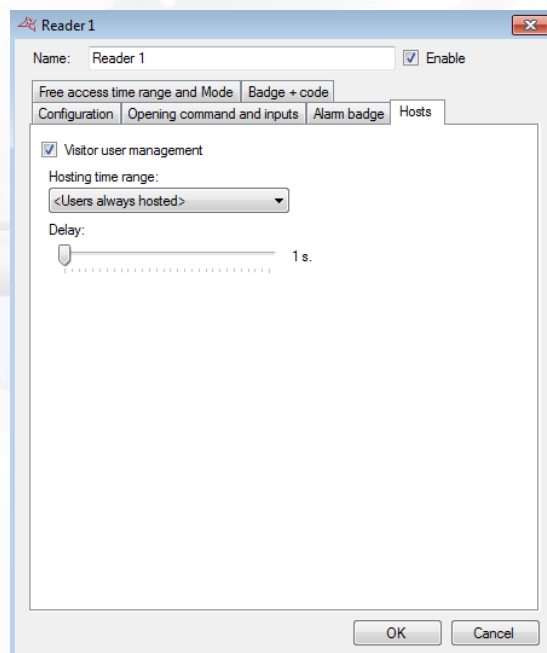 Reader 1
Name: Reader 1 Enable
Free access time range and Mode Badge + code
Configuration Opening command and inputs Alarm badge Hosts
Visitor user management
Hosting time range:
<Users always hosted>
Delay:
1 s.
OK Cancel